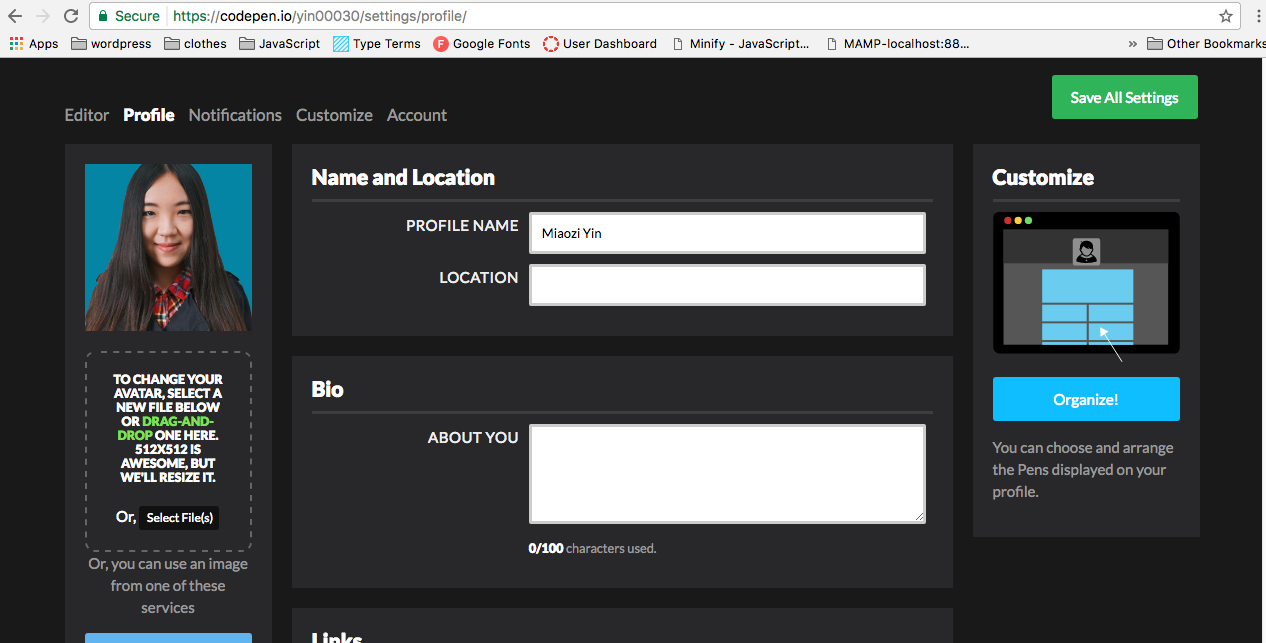 Secure https://codepen.io/yin00030/settings/profile/
Apps wordpress clothes JavaScript Type Terms Google Fonts User Dashboard Minify - JavaScript... MAMP-localhost:88... » Other Bookmarks
Save All Settings
Editor Profile Notifications Customize Account
TO CHANGE YOUR
AVATAR, SELECT A
NEW FILE BELOW
OR DRAG-AND-
DROP ONE HERE.
512X512 IS
AWESOME, BUT
WE'LL RESIZE IT.
Or, Select File(s)
Or, you can use an image
from one of these
services
Name and Location
PROFILE NAME Miaozi Yin
LOCATION
Bio
ABOUT YOU
0/100 characters used.
Links
Customize
Organize!
You can choose and arrange
the Pens displayed on your
profile.